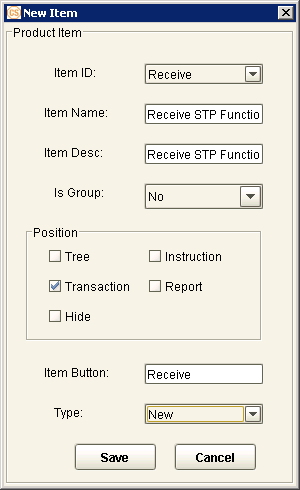 GS New Item
Product Item
Item ID: Receive
Item Name: Receive STP Functio
Item Desc: Receive STP Functio
Is Group: No
Position
Tree Instruction
Transaction Report
Hide
Item Button: Receive
Type: New
Save Cancel